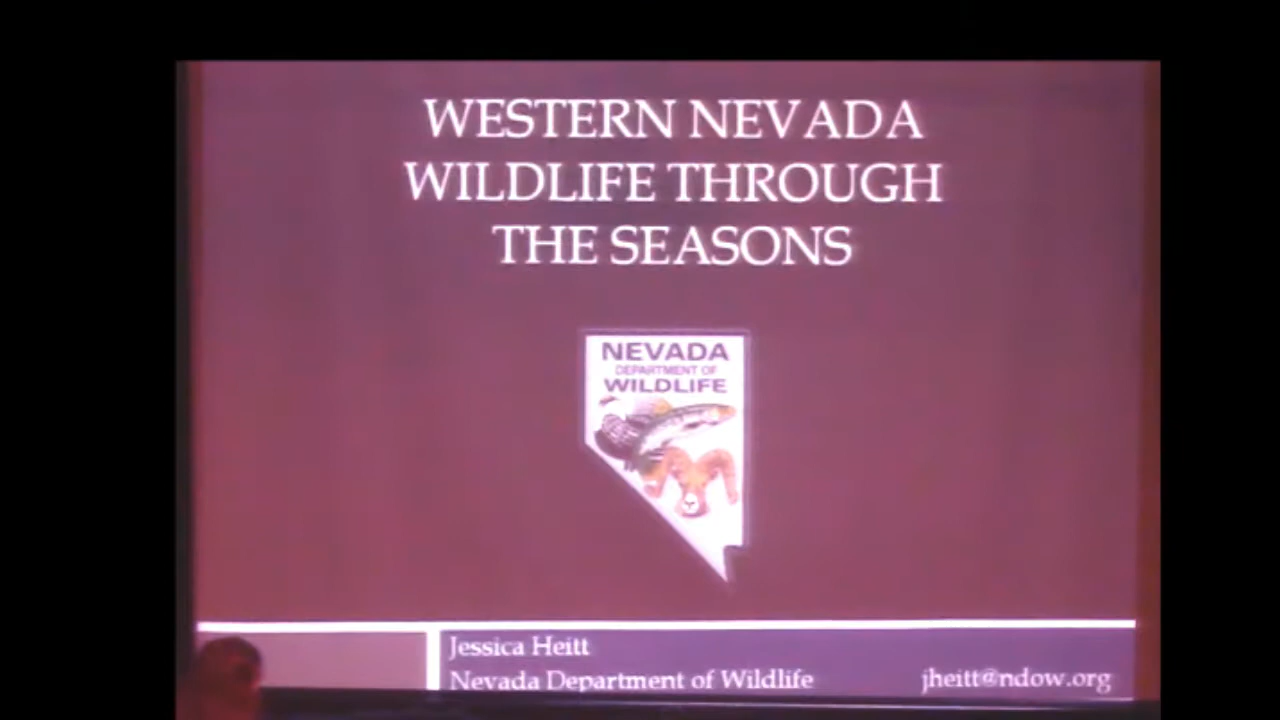 WESTERN NEVADA
WILDLIFE THROUGH
THE SEASONS
NEVADA
DEPARTMENT OF
WILDLIFE
Jessica Heitt
Nevada Department of Wildlife
jheitt@ndow.org